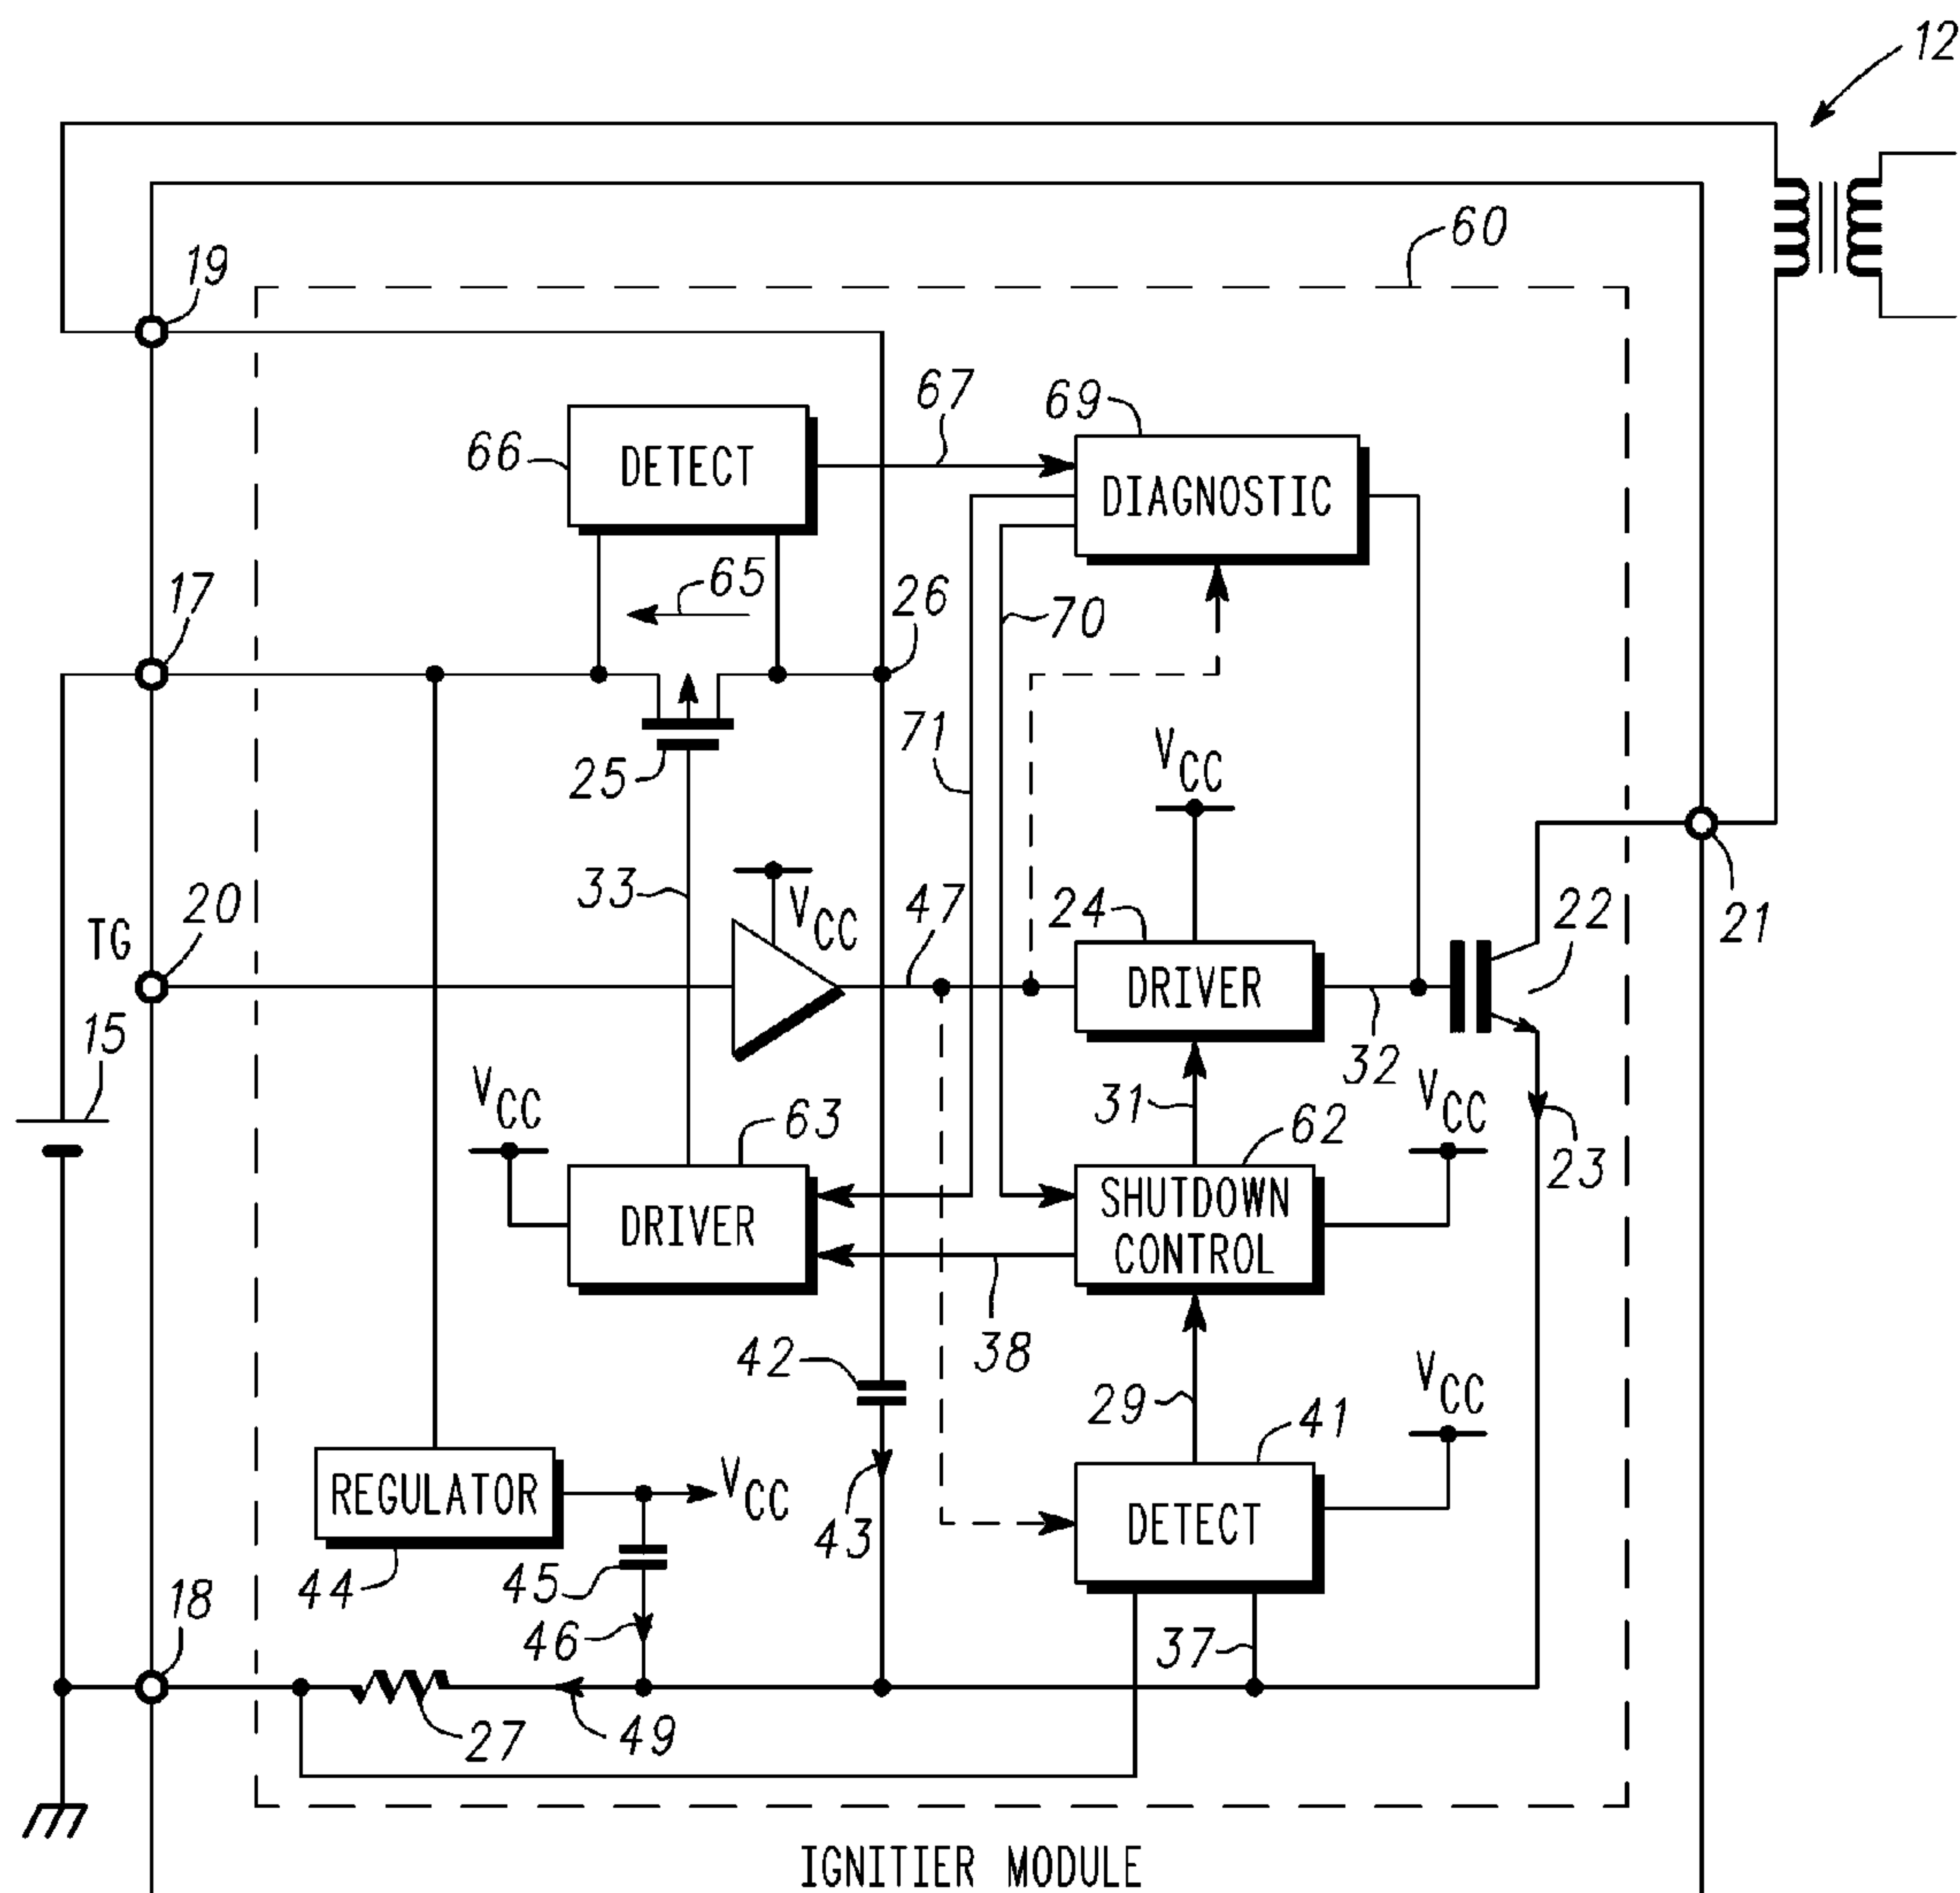 12
60
19
67
69
66
DETECT
DIAGNOSTIC
65
17
26
70
71
VCC
25
33
VCC
47
24
22
21
TG
20
DRIVER
15
32
VCC
31
VCC
63
62
23
DRIVER
SHUTDOWN
CONTROL
42
38
VCC
29
41
REGULATOR
VCC
43
DETECT
44
45
18
46
37
27
49
IGNITIER MODULE